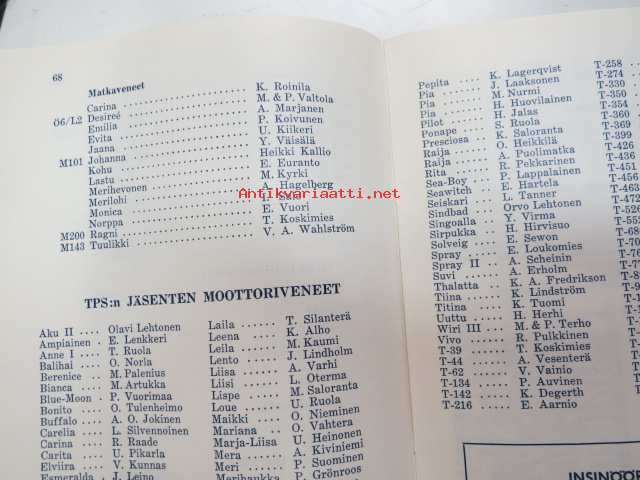 68
Matkaveneet
Carina ........ K. Roinila
Ö6/L2 Desireé ........ M. & P. Valtola
Emilia ........ A. Marjanen
Evita ........ P. Koivunen
Jaana ........ U. Kiikeri
M101 Johanna ........ Y. Väisälä
Kohu ........ Heikki Kallio
Lastu ........ E. Euranto
Merihevonen ........ M. Kyrki
Merilohi ........ A. Hagelberg
Monica ........
Norppa ........ E. Vuori
M200 Ragni ........ T. Koskimies
M143 Tuulikki ........ V. A. Wahlström
TPS:n JÄSENTEN MOOTTORIVENEET
Aku II .... Olavi Lehtonen
Ampiainen .. E. Lenkkeri
Anne I .... T. Ruola
Balihai .... O. Norla
Berenice .. M. Palenius
Bianca .... M. Artukka
Blue-Moon .. P. Vuorimaa
Bonito .... O. Tulenheimo
Buffalo .... A. O. Jokinen
Carelia .... L. Silvennoinen
Carina .... R. Raade
Carita .... U. Pikarla
Elviira .... V. Kunnas
Esmeralda .. J. Leino
Laila ...... T. Silanterä
Leena ...... K. Alho
Leila ...... M. Kaumi
Lento ...... J. Lindholm
Liisa ...... A. Varhi
Liisi ...... L. Oterma
Lispe ...... M. Saloranta
Loue ...... U. Ruola
Maikki .... O. Nieminen
Mariana .. O. Vahtera
Marja-Liisa U. Heinonen
Mera ...... A. Kiviniemi
Meri ...... P. Suominen
Merihaukka P. Grönroos
Pepita .... K. Lagerqvist
Pia ...... J. Laaksonen
Pia ...... M. Nurmi
Pia ...... H. Huovilainen
Pilot ...... H. Jalas
Ponape .... S. Ruola
Presciosa .. K. Saloranta
Raija ...... O. Heikkilä
Raija ...... A. Puolimatka
Rita ...... R. Pekkarinen
Sea-Boy .. P. Lappalainen
Seawitch .. E. Hartela
Seiskari .... L. Tanner
Sindbad .. Orvo Lehtonen
Singoalla .. Y. Virma
Sirpukka .. H. Hirvisuo
Solveig .... E. Sewon
Spray .... E. Loukomies
Spray II .. A. Scheinin
Suvi ...... A. Erholm
Thalatta .. K. A. Fredrikson
Tiina ...... K. Lindström
Titina .... K. Tuomi
Uuttu .... H. Herhi
Wiri III .. M. & P. Terho
Vivo ...... R. Pulkkinen
T-39 ...... T. Koskimies
T-44 ...... A. Vesenterä
T-62 ...... V. Vainio
T-134 .... P. Auvinen
T-142 .... K. Degerth
T-216 .... E. Aarnio
T-258
T-274
T-330
T-350
T-354
T-364
T-369
T-399
T-426
T-436
T-451
T-452
T-467
T-472
Antikvariaatti.net